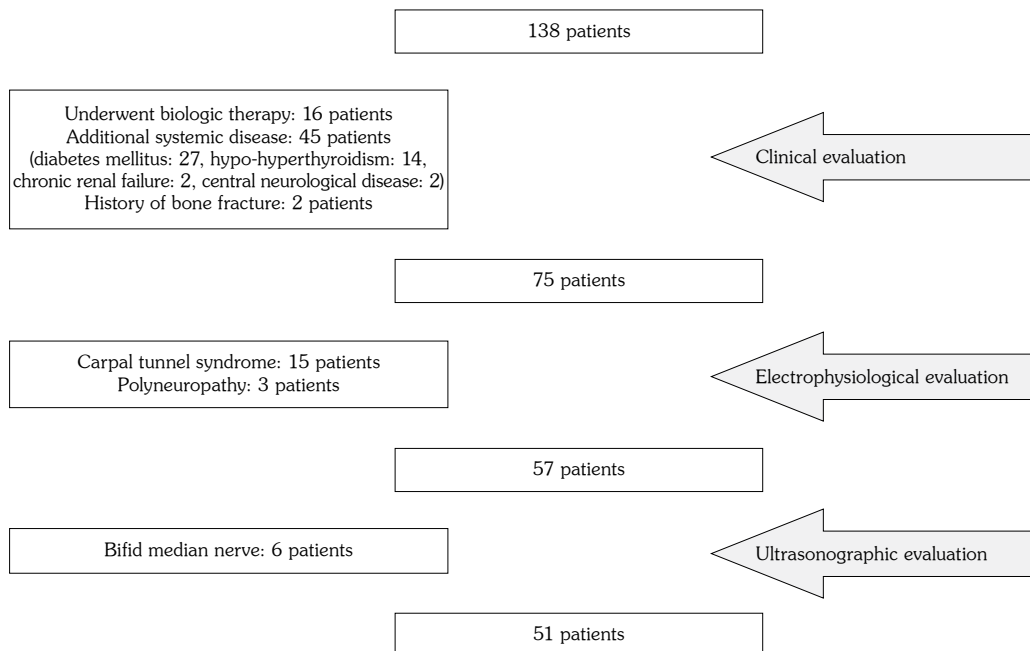 138 patients
Underwent biologic therapy: 16 patients
Additional systemic disease: 45 patients
(diabetes mellitus: 27, hypo-hyperthyroidism: 14,
chronic renal failure: 2, central neurological disease: 2)
History of bone fracture: 2 patients
Clinical evaluation
75 patients
Carpal tunnel syndrome: 15 patients
Polyneuropathy: 3 patients
Electrophysiological evaluation
57 patients
Bifid median nerve: 6 patients
Ultrasonographic evaluation
51 patients